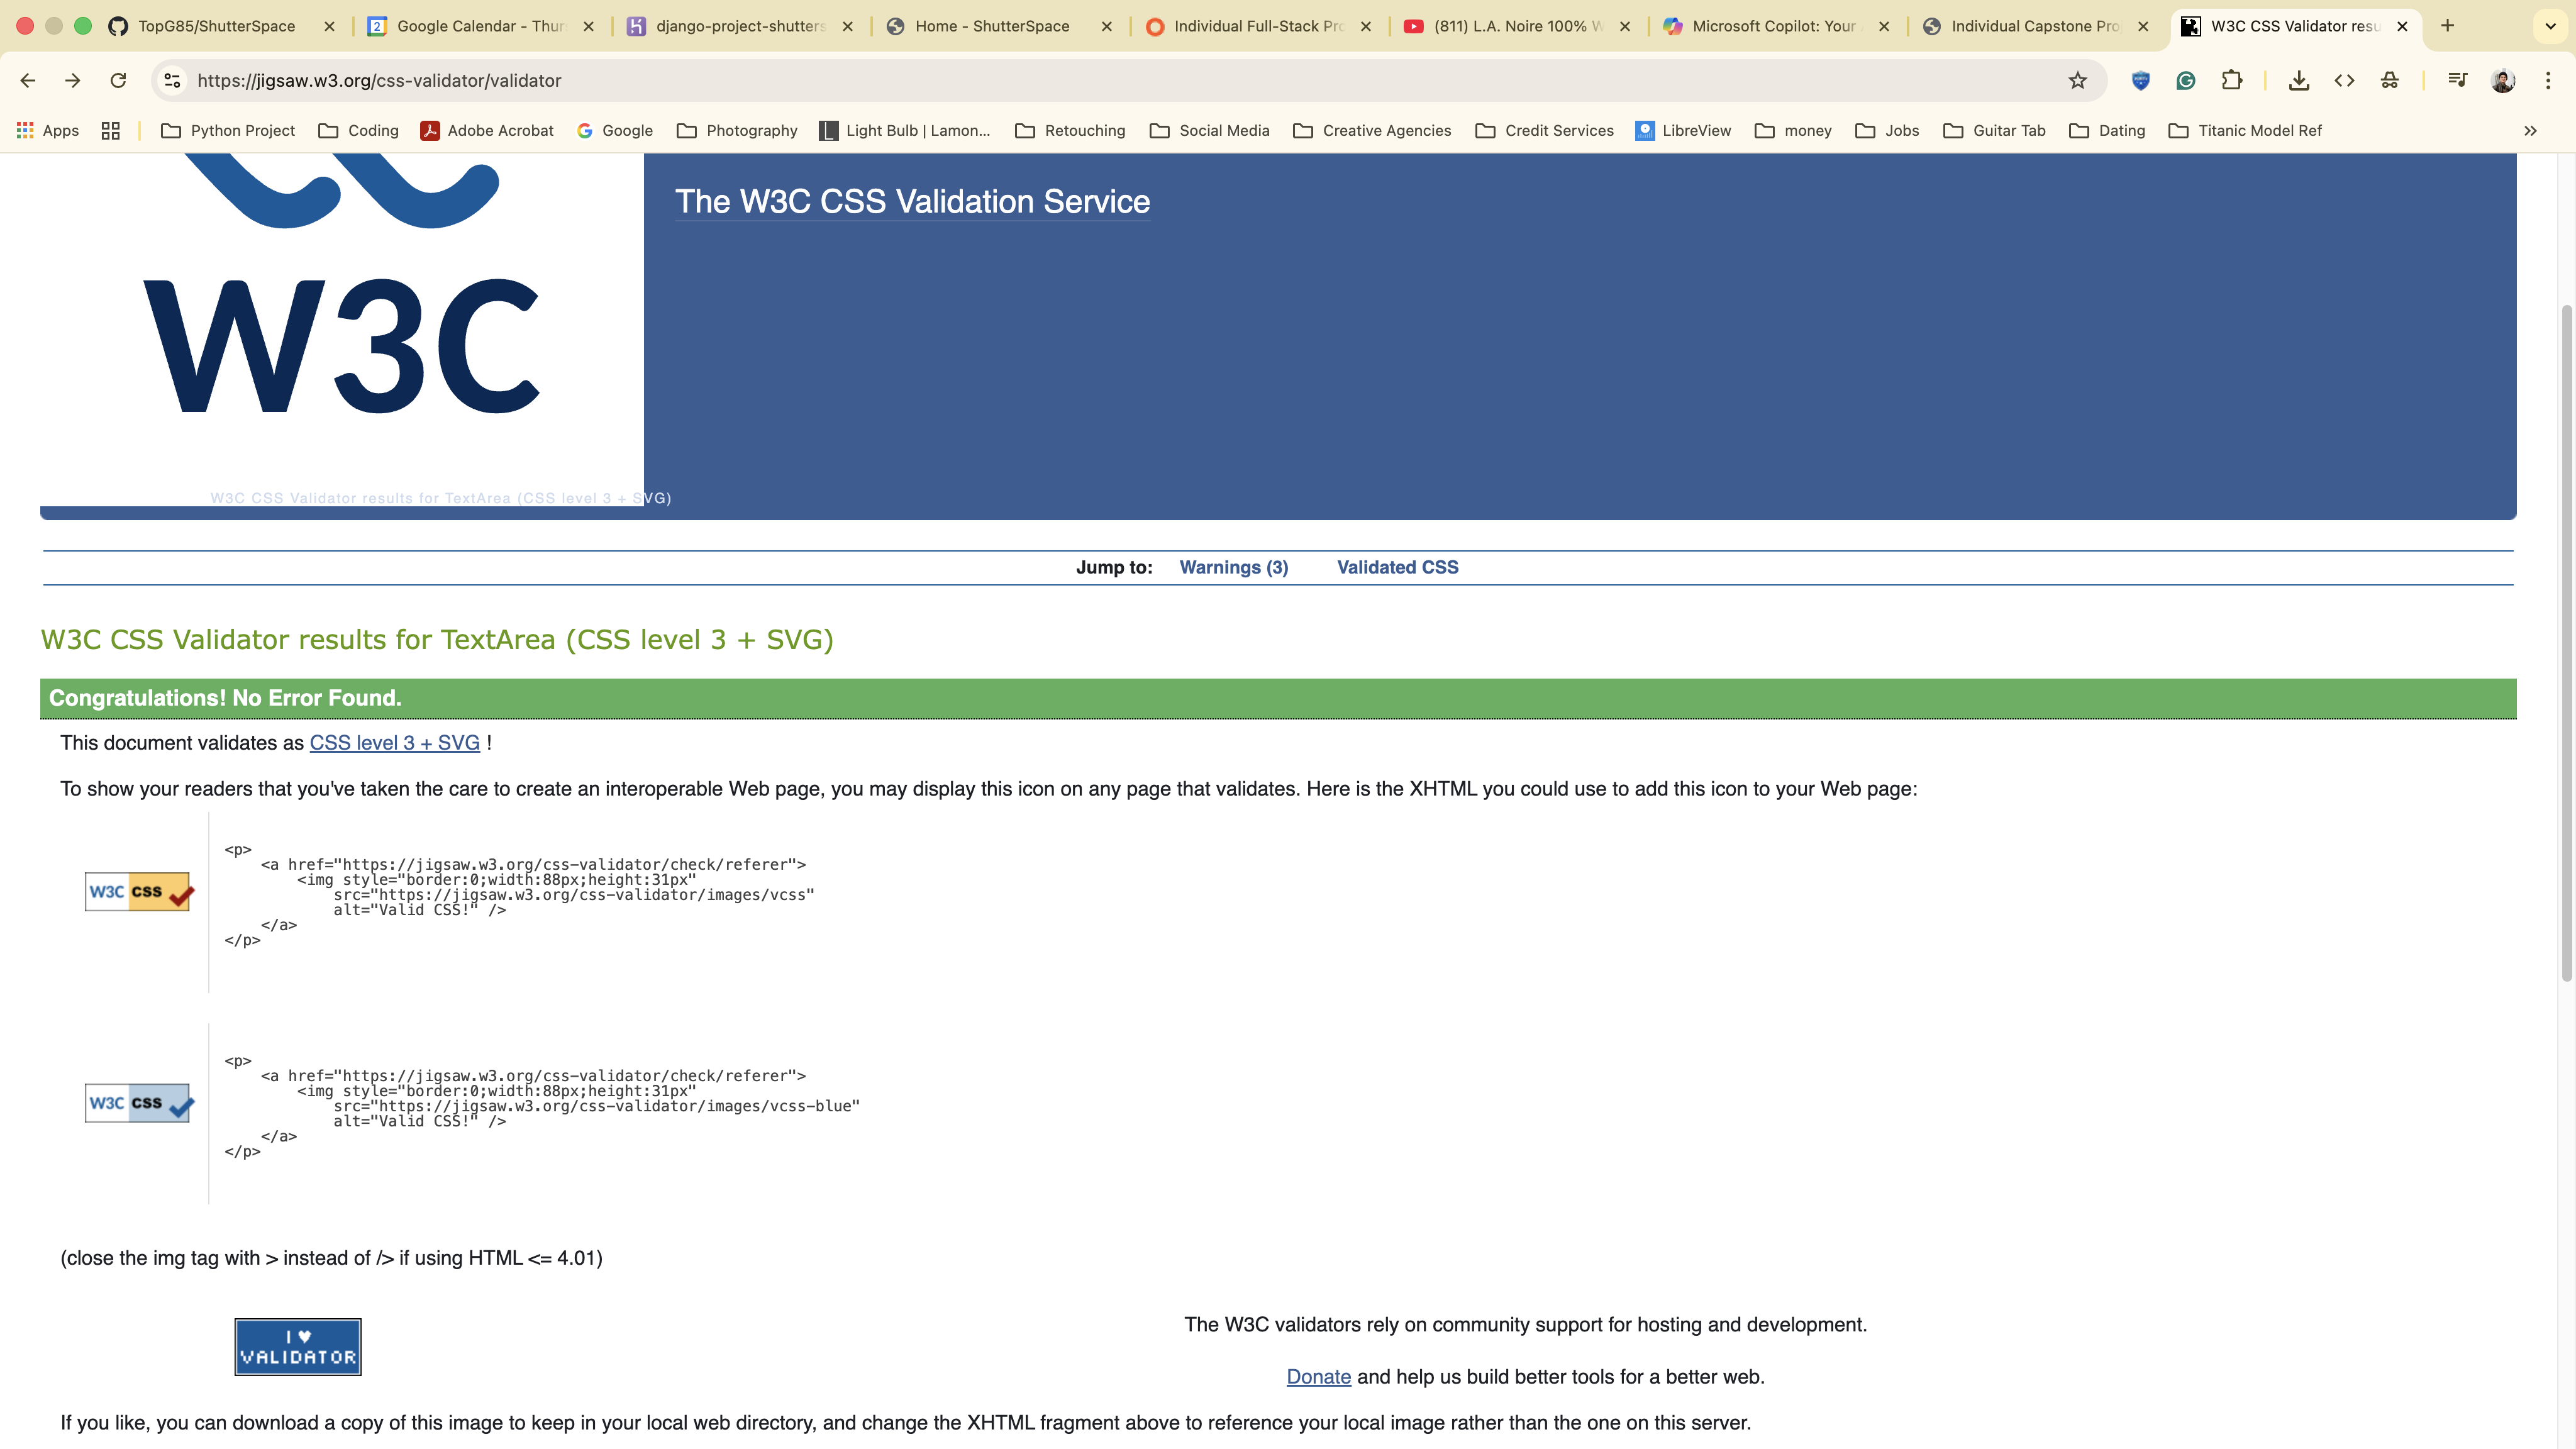 TopG85/ShutterSpace
Google Calendar - Thur
django-project-shutters
Home - ShutterSpace
Individual Full-Stack Pro
(811) L.A. Noire 100% W
Microsoft Copilot: Your
Individual Capstone Pro
W3C CSS Validator resu
https://jigsaw.w3.org/css-validator/validator
Apps
Python Project
Coding
Adobe Acrobat
Google
Photography
Light Bulb | Lamon...
Retouching
Social Media
Creative Agencies
Credit Services
LibreView
money
Jobs
Guitar Tab
Dating
Titanic Model Ref
The W3C CSS Validation Service
W3C
W3C CSS Validator results for TextArea (CSS level 3 + SVG)
Jump to: Warnings (3) Validated CSS
W3C CSS Validator results for TextArea (CSS level 3 + SVG)
Congratulations! No Error Found.
This document validates as CSS level 3 + SVG !
To show your readers that you've taken the care to create an interoperable Web page, you may display this icon on any page that validates. Here is the XHTML you could use to add this icon to your Web page:
W3C css
<p>
<a href="https://jigsaw.w3.org/css-validator/check/referer">
<img style="border:0;width:88px;height:31px"
src="https://jigsaw.w3.org/css-validator/images/vcss"
alt="Valid CSS!" />
</a>
</p>
W3C css
<p>
<a href="https://jigsaw.w3.org/css-validator/check/referer">
<img style="border:0;width:88px;height:31px"
src="https://jigsaw.w3.org/css-validator/images/vcss-blue"
alt="Valid CSS!" />
</a>
</p>
(close the img tag with > instead of /> if using HTML <= 4.01)
I ♥
VALIDATOR
The W3C validators rely on community support for hosting and development.
Donate and help us build better tools for a better web.
If you like, you can download a copy of this image to keep in your local web directory, and change the XHTML fragment above to reference your local image rather than the one on this server.